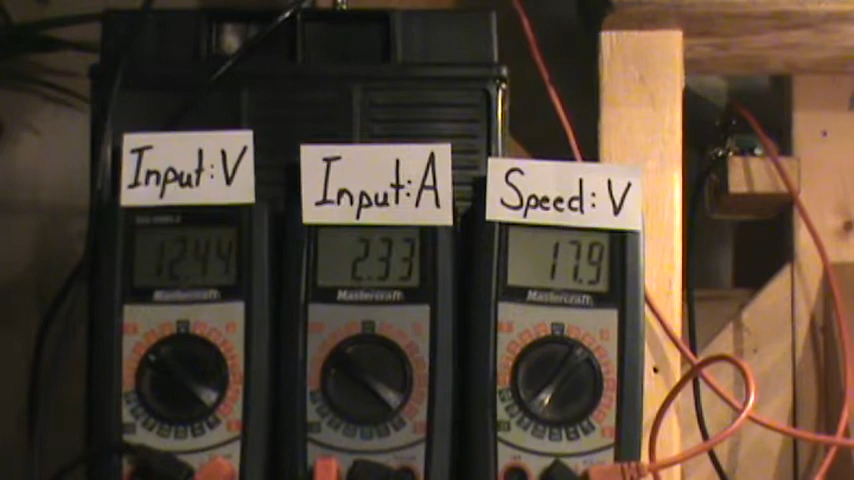 Input:V
Input:A
Speed:V
12.44
2.33
17.9
Mastercraft
Mastercraft
Mastercraft